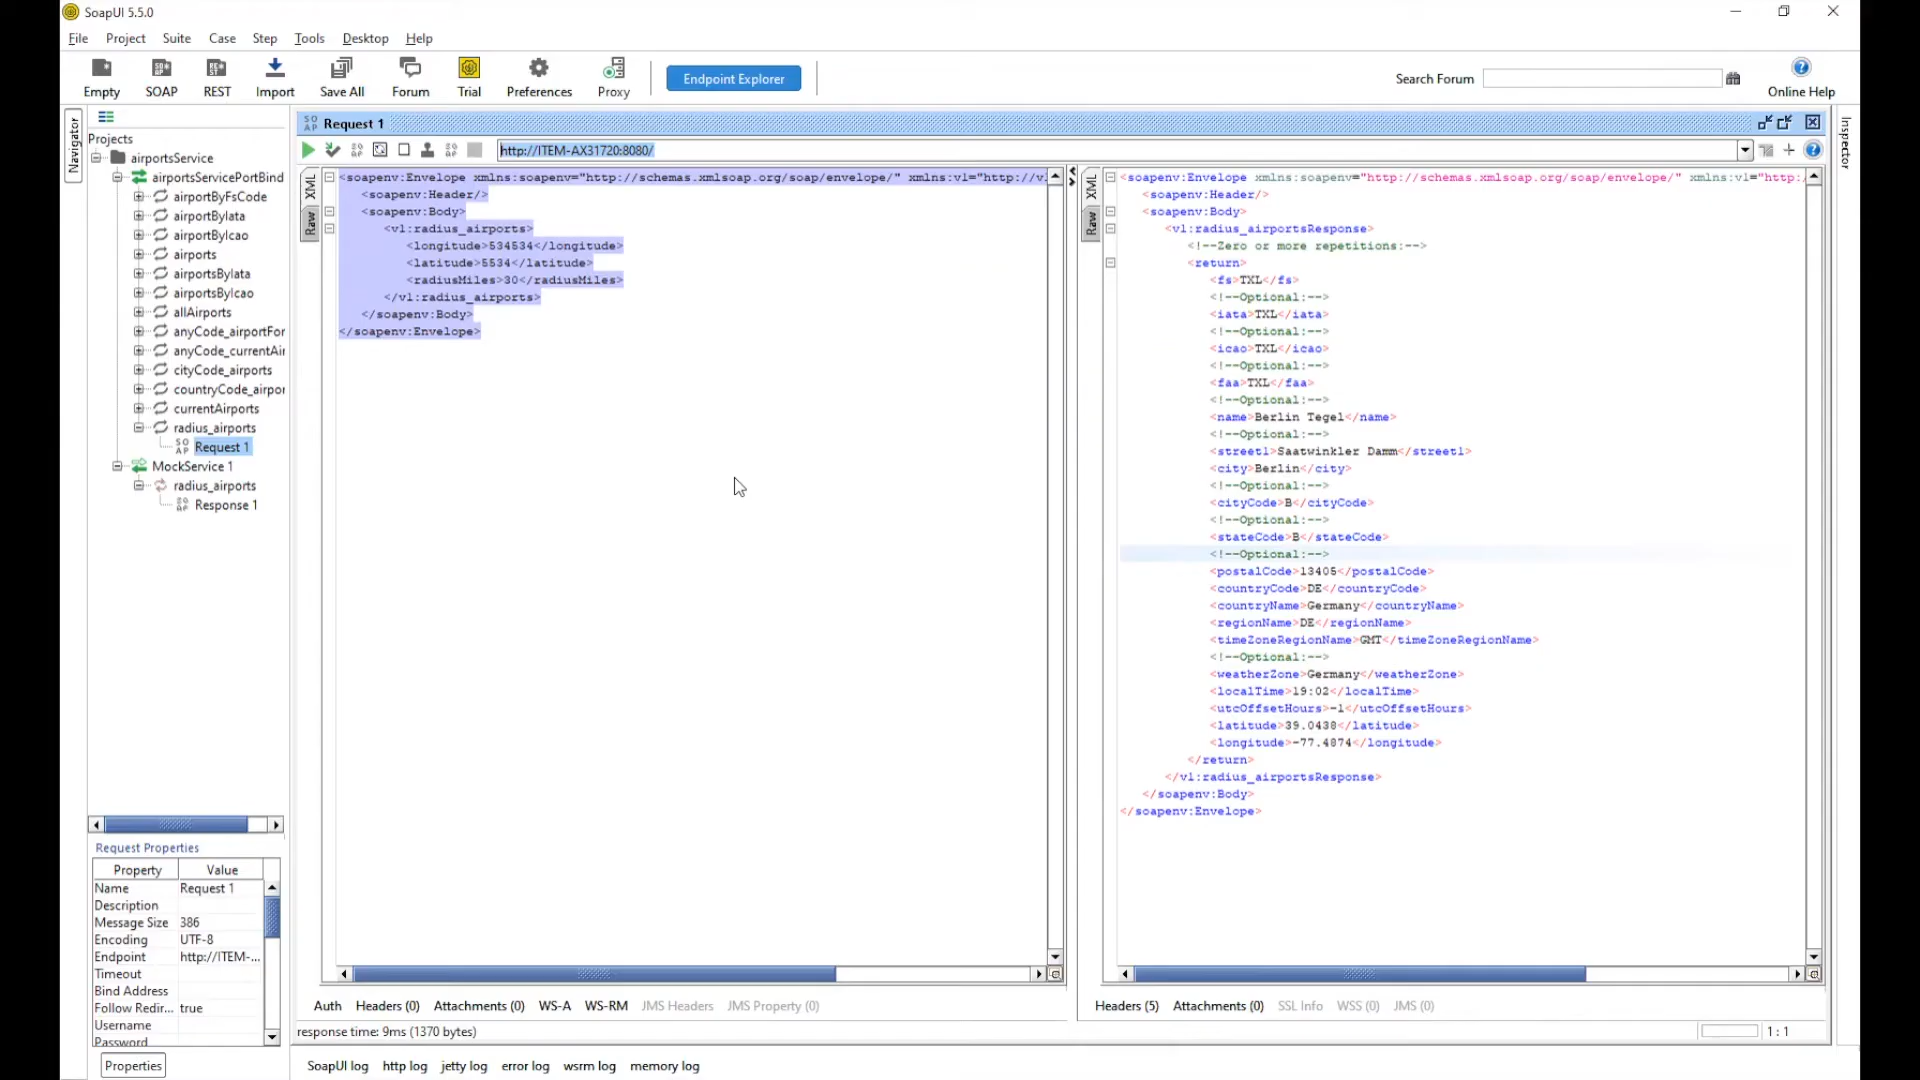 SoapUI 5.5.0
File Project Suite Case Step Tools Desktop Help
Empty SOAP REST Import Save All Forum Trial Preferences Proxy Endpoint Explorer Search Forum Online Help
Navigator
Projects
airportsService
airportsServicePortBind
airportByFsCode
airportByIata
airportByIcao
airports
airportsByIata
airportsByIcao
allAirports
anyCode_airportFor
anyCode_currentAir
cityCode_airports
countryCode_airpor
currentAirports
radius_airports
Request 1
MockService 1
radius_airports
Response 1
Request Properties
Property Value
Name Request 1
Description
Message Size 386
Encoding UTF-8
Endpoint http://ITEM-...
Timeout
Bind Address
Follow Redir... true
Username
Password
Properties
Request 1
http://ITEM-AX31720:8080/
XML
Raw
<soapenv:Envelope xmlns:soapenv="http://schemas.xmlsoap.org/soap/envelope/" xmlns:v1="http://v1
<soapenv:Header/>
<soapenv:Body>
<v1:radius_airports>
<longitude>534534</longitude>
<latitude>5534</latitude>
<radiusMiles>30</radiusMiles>
</v1:radius_airports>
</soapenv:Body>
</soapenv:Envelope>
Auth Headers (0) Attachments (0) WS-A WS-RM JMS Headers JMS Property (0)
XML
Raw
<soapenv:Envelope xmlns:soapenv="http://schemas.xmlsoap.org/soap/envelope/" xmlns:v1="http:/
<soapenv:Header/>
<soapenv:Body>
<v1:radius_airportsResponse>
<!--Zero or more repetitions:-->
<return>
<fs>TXL</fs>
<!--Optional:-->
<iata>TXL</iata>
<!--Optional:-->
<icao>TXL</icao>
<!--Optional:-->
<faa>TXL</faa>
<!--Optional:-->
<name>Berlin Tegel</name>
<!--Optional:-->
<street1>Saatwinkler Damm</street1>
<city>Berlin</city>
<!--Optional:-->
<cityCode>B</cityCode>
<!--Optional:-->
<stateCode>B</stateCode>
<!--Optional:-->
<postalCode>13405</postalCode>
<countryCode>DE</countryCode>
<countryName>Germany</countryName>
<regionName>DE</regionName>
<timeZoneRegionName>GMT</timeZoneRegionName>
<!--Optional:-->
<weatherZone>Germany</weatherZone>
<localTime>19:02</localTime>
<utcOffsetHours>-1</utcOffsetHours>
<latitude>39.0438</latitude>
<longitude>-77.4874</longitude>
</return>
</v1:radius_airportsResponse>
</soapenv:Body>
</soapenv:Envelope>
Headers (5) Attachments (0) SSL Info WSS (0) JMS (0)
response time: 9ms (1370 bytes)
1 : 1
SoapUI log http log jetty log error log wsrm log memory log
Inspector